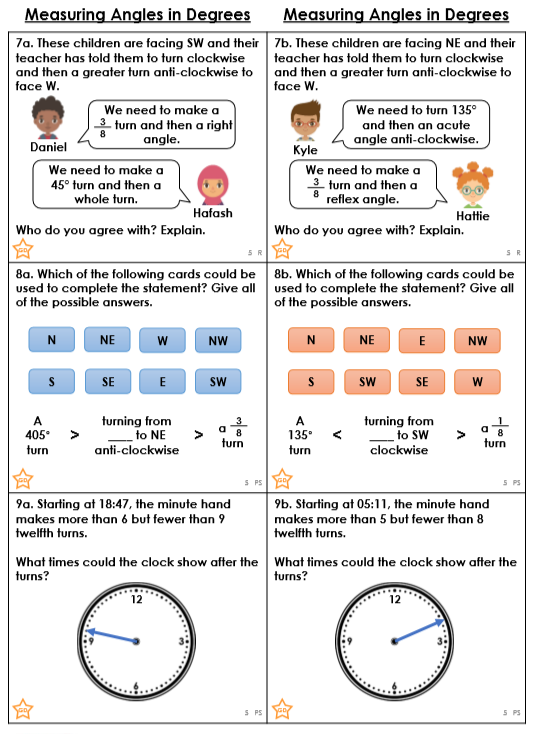 Measuring Angles in Degrees
7a. These children are facing SW and their
teacher has told them to turn clockwise
and then a greater turn anti-clockwise to
face W.
We need to make a
3/8 turn and then a right
angle.
Daniel
We need to make a
45° turn and then a
whole turn.
Hafash
Who do you agree with? Explain.
GD
5 R
Measuring Angles in Degrees
7b. These children are facing NE and their
teacher has told them to turn clockwise
and then a greater turn anti-clockwise to
face W.
We need to turn 135°
and then an acute
angle anti-clockwise.
Kyle
We need to make a
3/8 turn and then a
reflex angle.
Hattie
Who do you agree with? Explain.
GD
5 R
8a. Which of the following cards could be
used to complete the statement? Give all
of the possible answers.
N NE W NW
S SE E SW
A
405°
turn
>
turning from
____ to NE
anti-clockwise
>
a 3/8
turn
GD
5 PS
8b. Which of the following cards could be
used to complete the statement? Give all
of the possible answers.
N NE E NW
S SW SE W
A
135°
turn
<
turning from
____ to SW
clockwise
>
a 1/8
turn
GD
5 PS
9a. Starting at 18:47, the minute hand
makes more than 6 but fewer than 9
twelfth turns.
What times could the clock show after the
turns?
12
9 3
6
GD
5 PS
9b. Starting at 05:11, the minute hand
makes more than 5 but fewer than 8
twelfth turns.
What times could the clock show after the
turns?
12
9 3
6
GD
5 PS